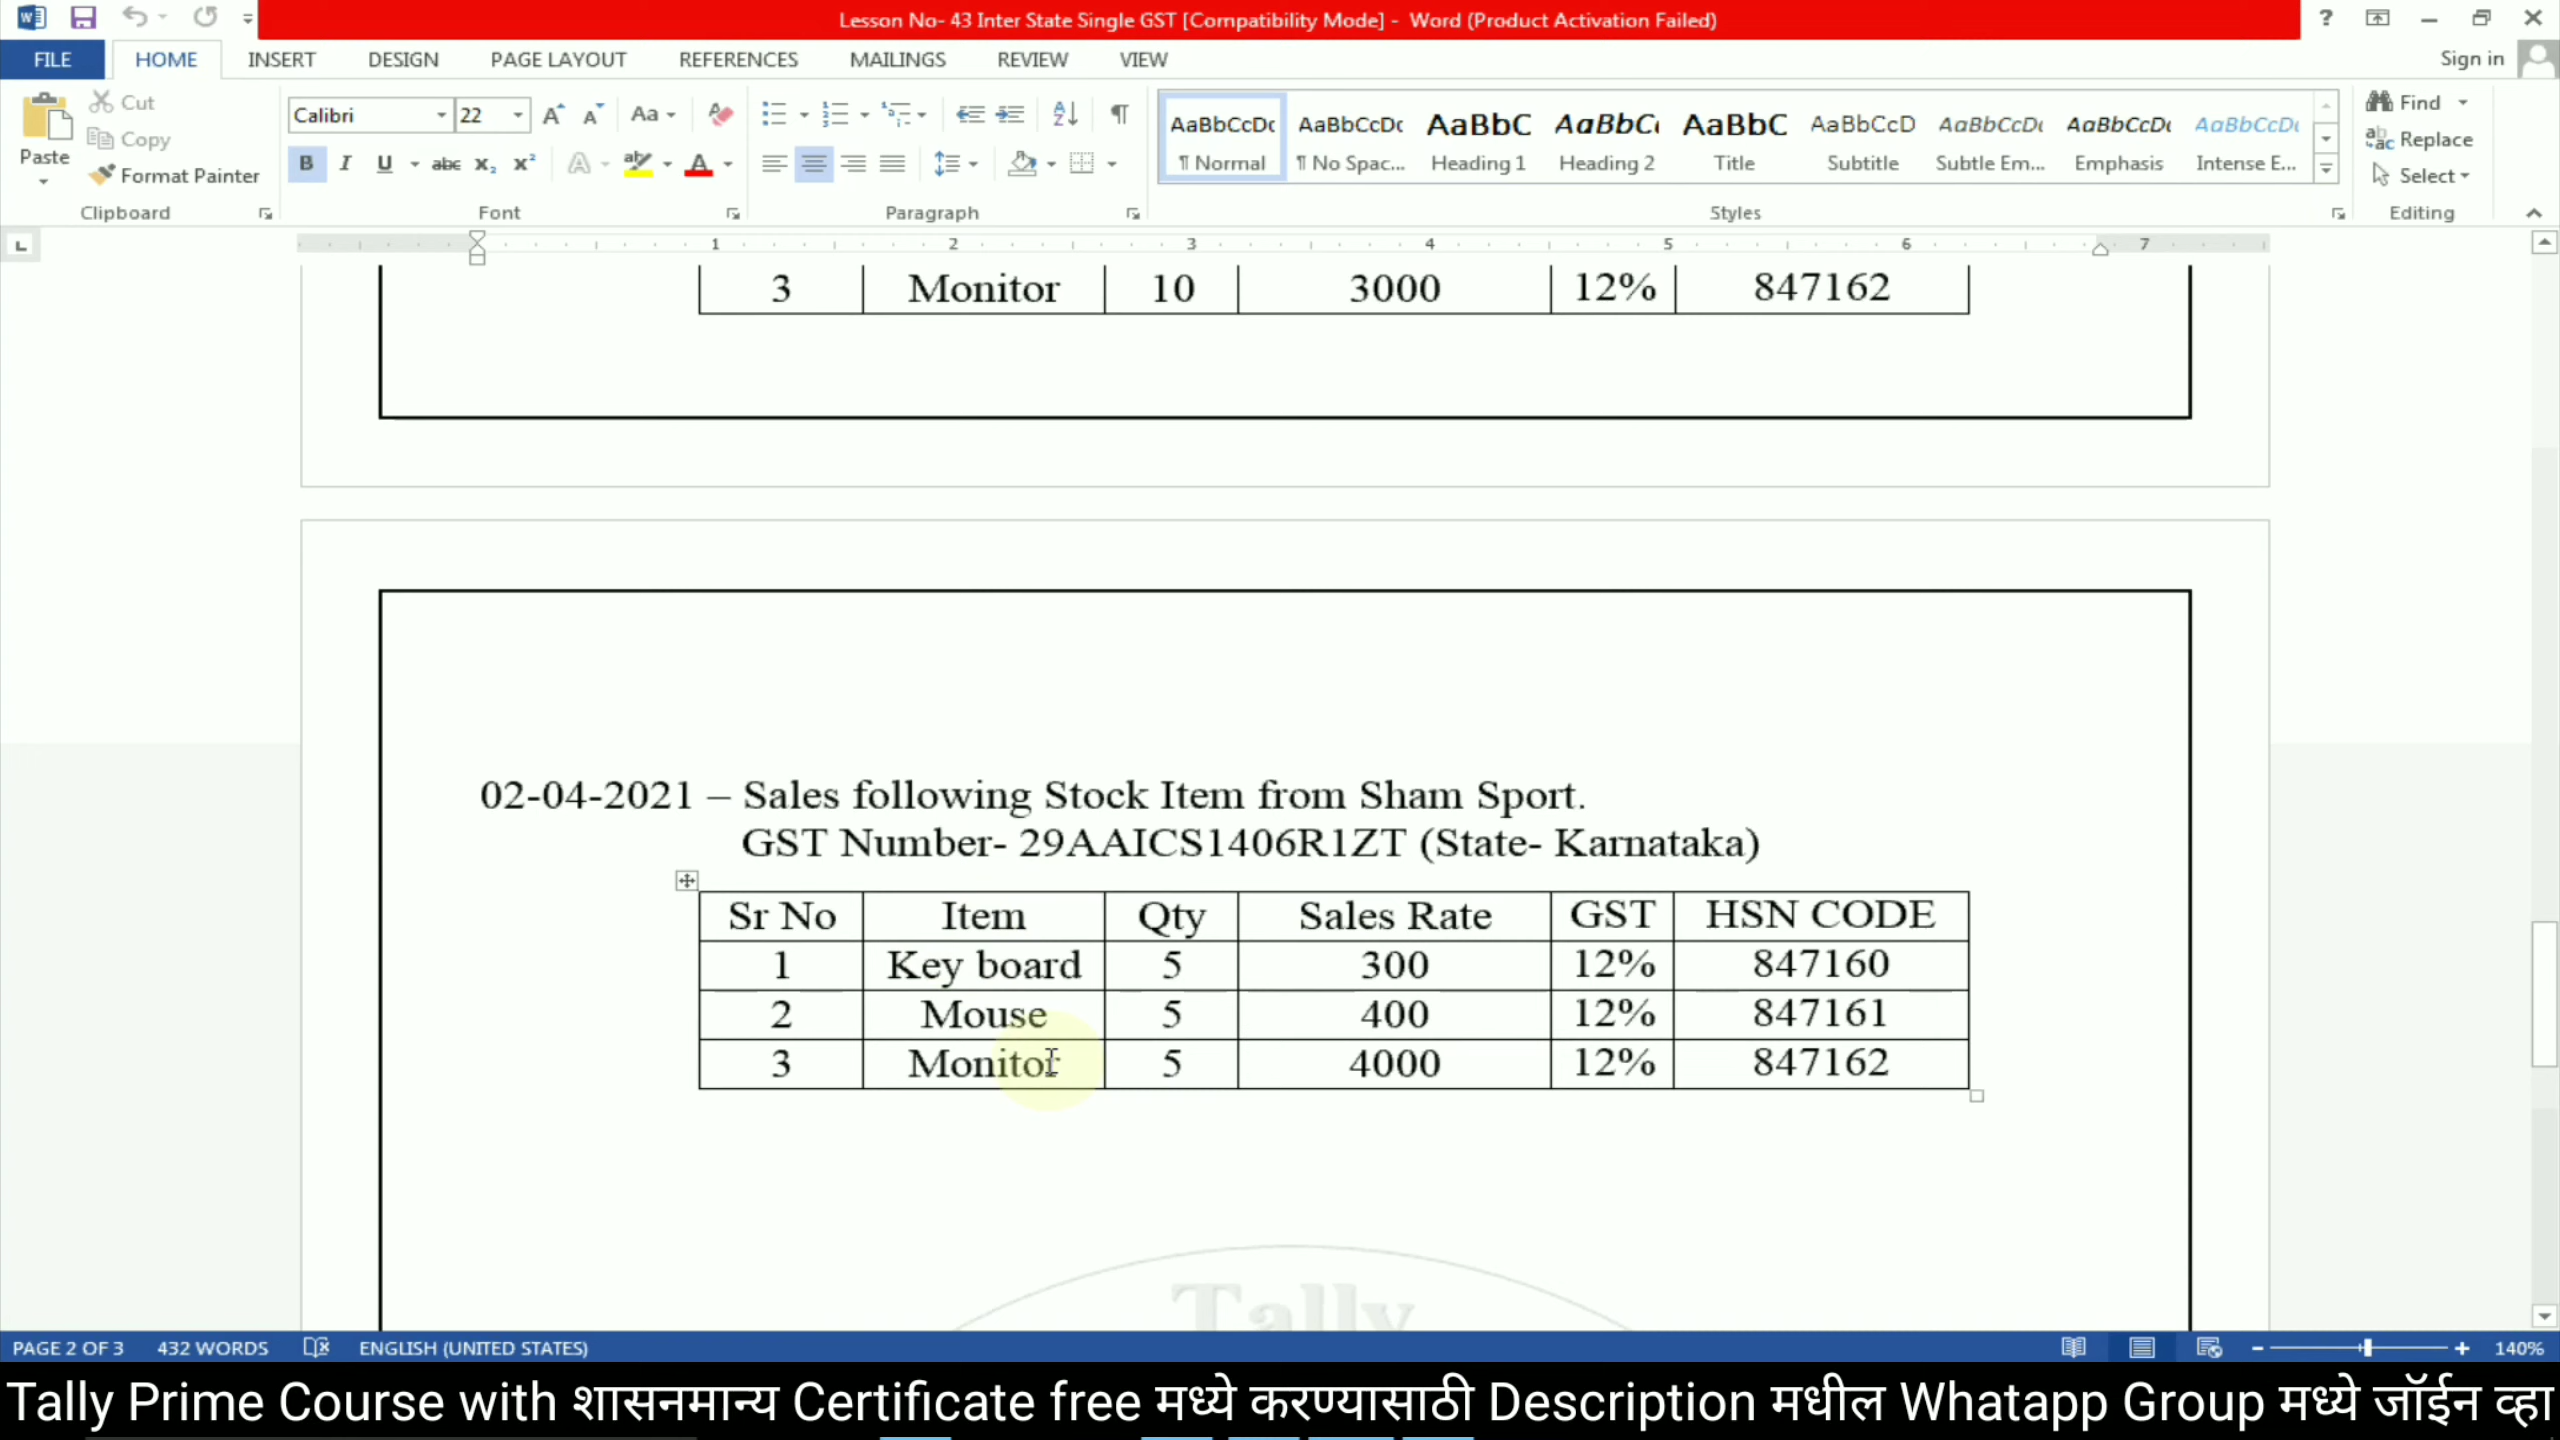 Lesson No- 43 Inter State Single GST [Compatibility Mode] - Word (Product Activation Failed)
FILE HOME INSERT DESIGN PAGE LAYOUT REFERENCES MAILINGS REVIEW VIEW Sign in
Cut
Copy
Format Painter
Paste
Clipboard
Calibri 22
Font
Paragraph
AaBbCcDc AaBbCcDc AaBbC AaBbCc AaBbC AaBbCcD AaBbCcDc AaBbCcDc AaBbCcDc
¶ Normal ¶ No Spac... Heading 1 Heading 2 Title Subtitle Subtle Em... Emphasis Intense E...
Styles
Find
Replace
Select
Editing
1 2 3 4 5 6 7
3 Monitor 10 3000 12% 847162
02-04-2021 – Sales following Stock Item from Sham Sport.
GST Number- 29AAICS1406R1ZT (State- Karnataka)
Sr No Item Qty Sales Rate GST HSN CODE
1 Key board 5 300 12% 847160
2 Mouse 5 400 12% 847161
3 Monitor 5 4000 12% 847162
Tally
PAGE 2 OF 3 432 WORDS ENGLISH (UNITED STATES) 140%
Tally Prime Course with शासनमान्य Certificate free मध्ये करण्यासाठी Description मधील Whatapp Group मध्ये जॉईन व्हा